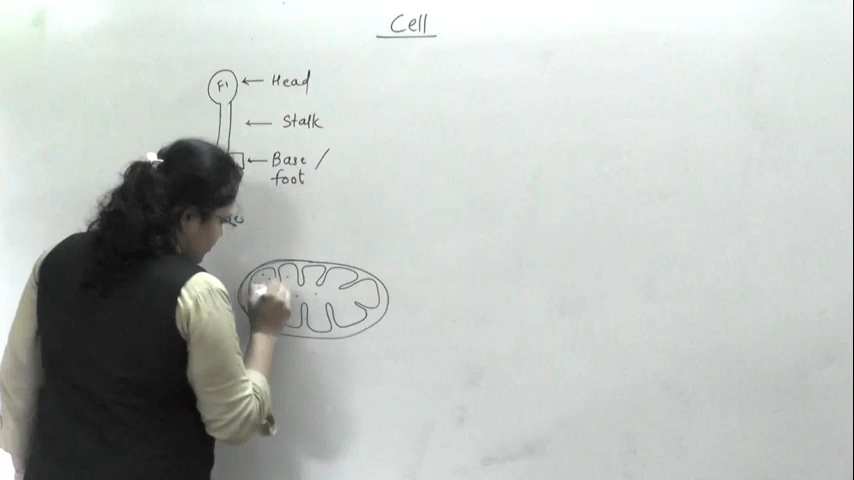 Cell
F1
Head
Stalk
Base /
foot